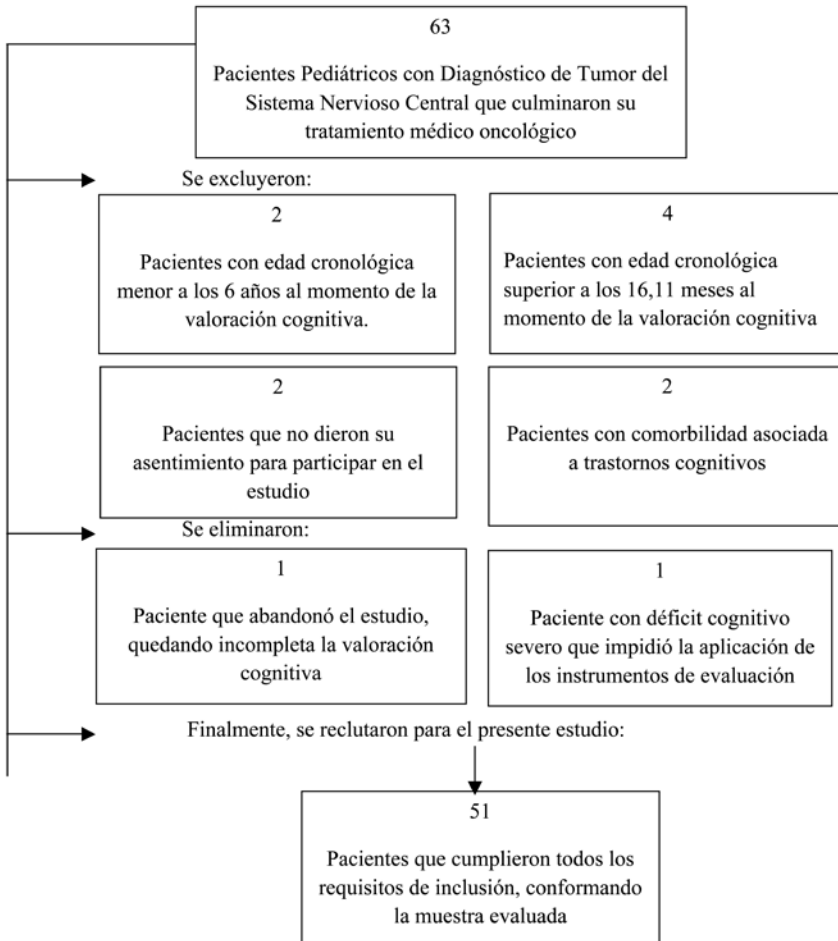 63
Pacientes Pediátricos con Diagnóstico de Tumor del
Sistema Nervioso Central que culminaron su
tratamiento médico oncológico
Se excluyeron:
2
Pacientes con edad cronológica
menor a los 6 años al momento de la
valoración cognitiva.
4
Pacientes con edad cronológica
superior a los 16,11 meses al
momento de la valoración cognitiva
2
Pacientes que no dieron su
asentimiento para participar en el
estudio
2
Pacientes con comorbilidad asociada
a trastornos cognitivos
Se eliminaron:
1
Paciente que abandonó el estudio,
quedando incompleta la valoración
cognitiva
1
Paciente con déficit cognitivo
severo que impidió la aplicación de
los instrumentos de evaluación
Finalmente, se reclutaron para el presente estudio:
51
Pacientes que cumplieron todos los
requisitos de inclusión, conformando
la muestra evaluada